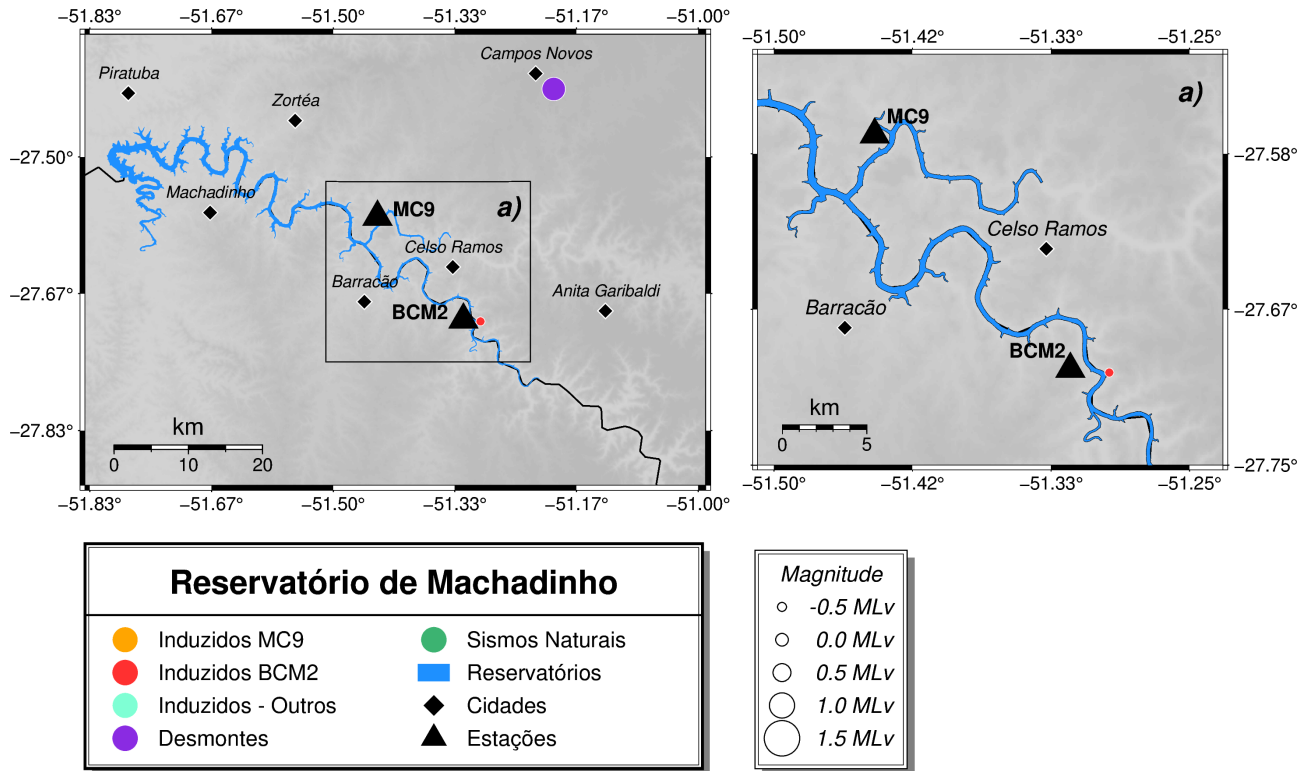 −51.83° −51.67° −51.50° −51.33° −51.17° −51.00°
Campos Novos
Piratuba
Zortéa
−27.50°
Machadinho
a)
MC9
Celso Ramos
Barracão
−27.67°
BCM2
Anita Garibaldi
−27.83°
km
0 10 20
−51.83° −51.67° −51.50° −51.33° −51.17° −51.00°
−51.50° −51.42° −51.33° −51.25°
a)
MC9
−27.58°
Celso Ramos
Barracão
−27.67°
BCM2
km
0 5
−27.75°
−51.50° −51.42° −51.33° −51.25°
Reservatório de Machadinho
Induzidos MC9
Induzidos BCM2
Induzidos - Outros
Desmontes
Sismos Naturais
Reservatórios
Cidades
Estações
Magnitude
-0.5 MLv
0.0 MLv
0.5 MLv
1.0 MLv
1.5 MLv